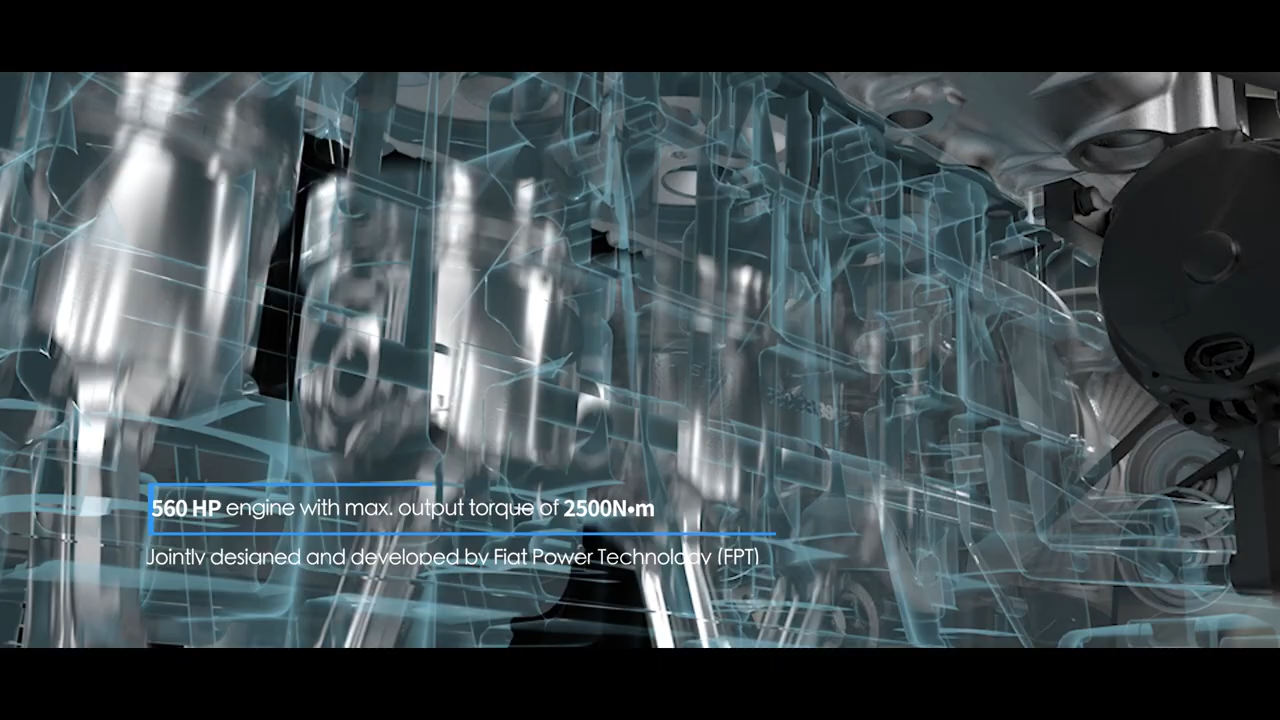 560 HP engine with max. output torque of 2500N•m
Jointly designed and developed by Fiat Power Technology (FPT)